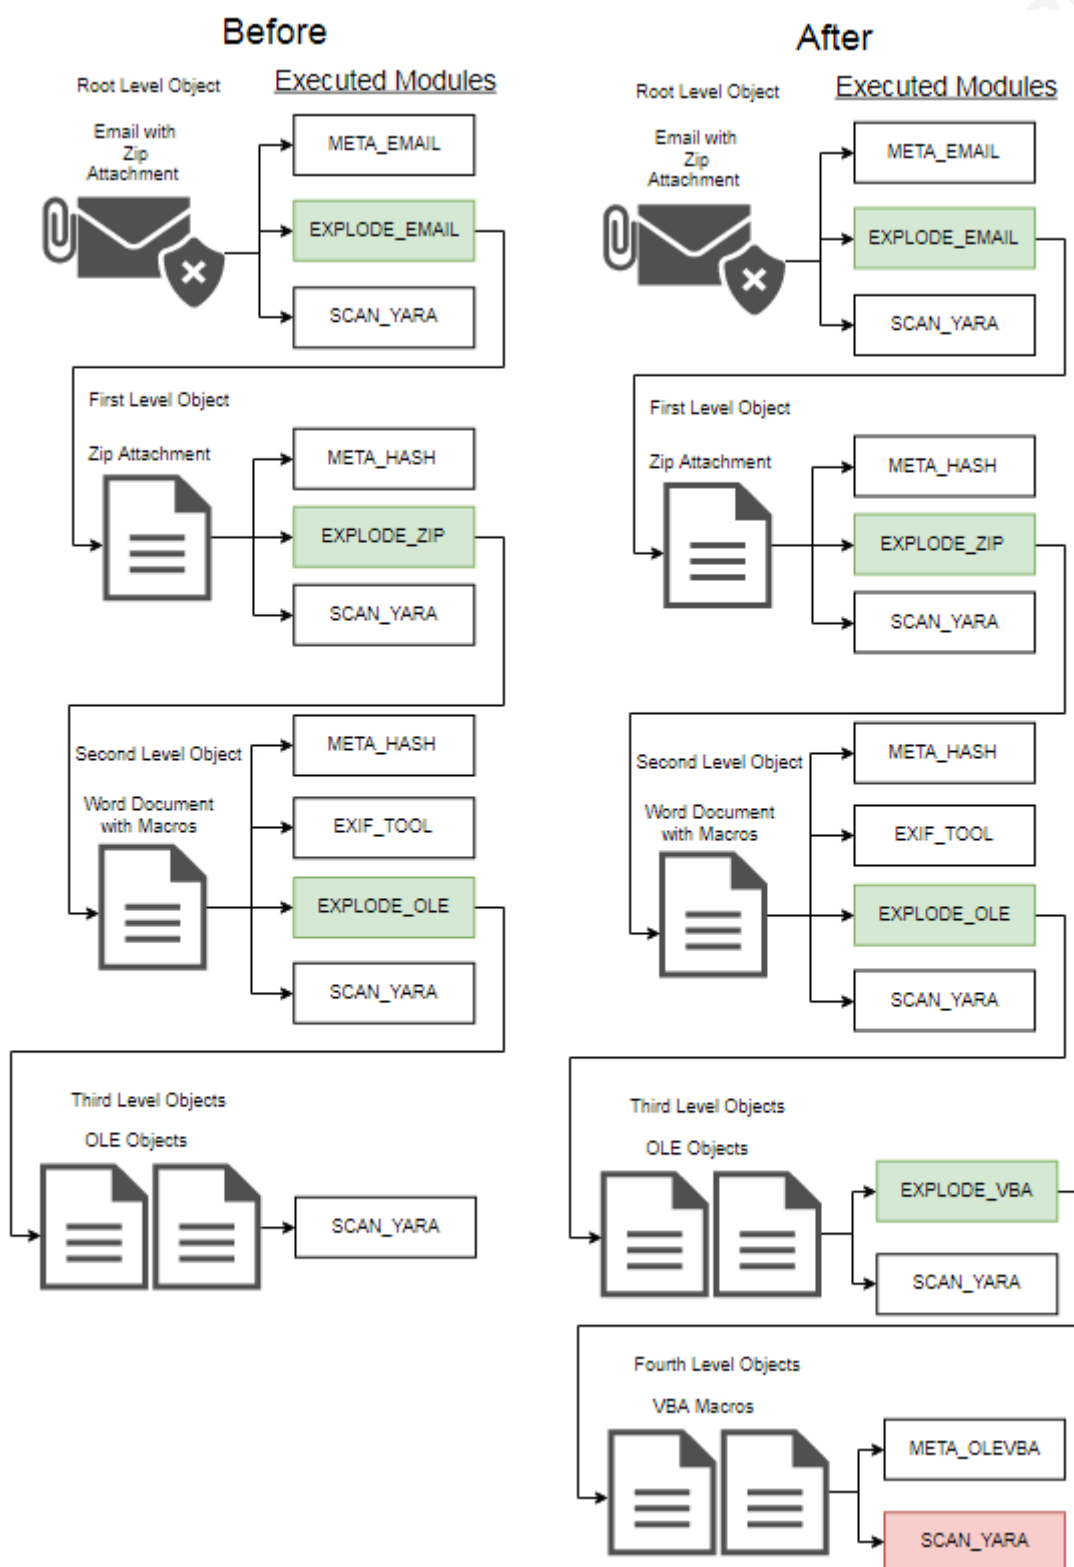 Before
Root Level Object
Executed Modules
Email with
Zip
Attachment
META_EMAIL
EXPLODE_EMAIL
SCAN_YARA
First Level Object
Zip Attachment
META_HASH
EXPLODE_ZIP
SCAN_YARA
Second Level Object
Word Document
with Macros
META_HASH
EXIF_TOOL
EXPLODE_OLE
SCAN_YARA
Third Level Objects
OLE Objects
SCAN_YARA
After
Root Level Object
Executed Modules
Email with
Zip
Attachment
META_EMAIL
EXPLODE_EMAIL
SCAN_YARA
First Level Object
Zip Attachment
META_HASH
EXPLODE_ZIP
SCAN_YARA
Second Level Object
Word Document
with Macros
META_HASH
EXIF_TOOL
EXPLODE_OLE
SCAN_YARA
Third Level Objects
OLE Objects
EXPLODE_VBA
SCAN_YARA
Fourth Level Objects
VBA Macros
META_OLEVBA
SCAN_YARA